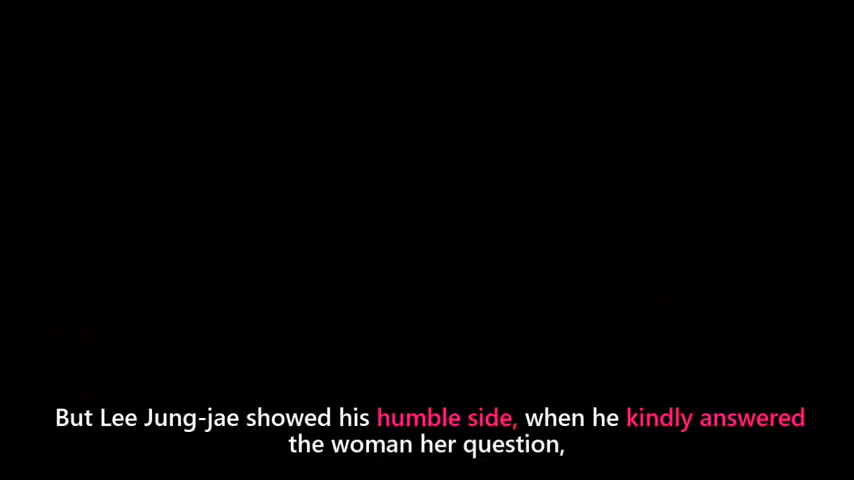 But Lee Jung-jae showed his humble side, when he kindly answered
the woman her question,